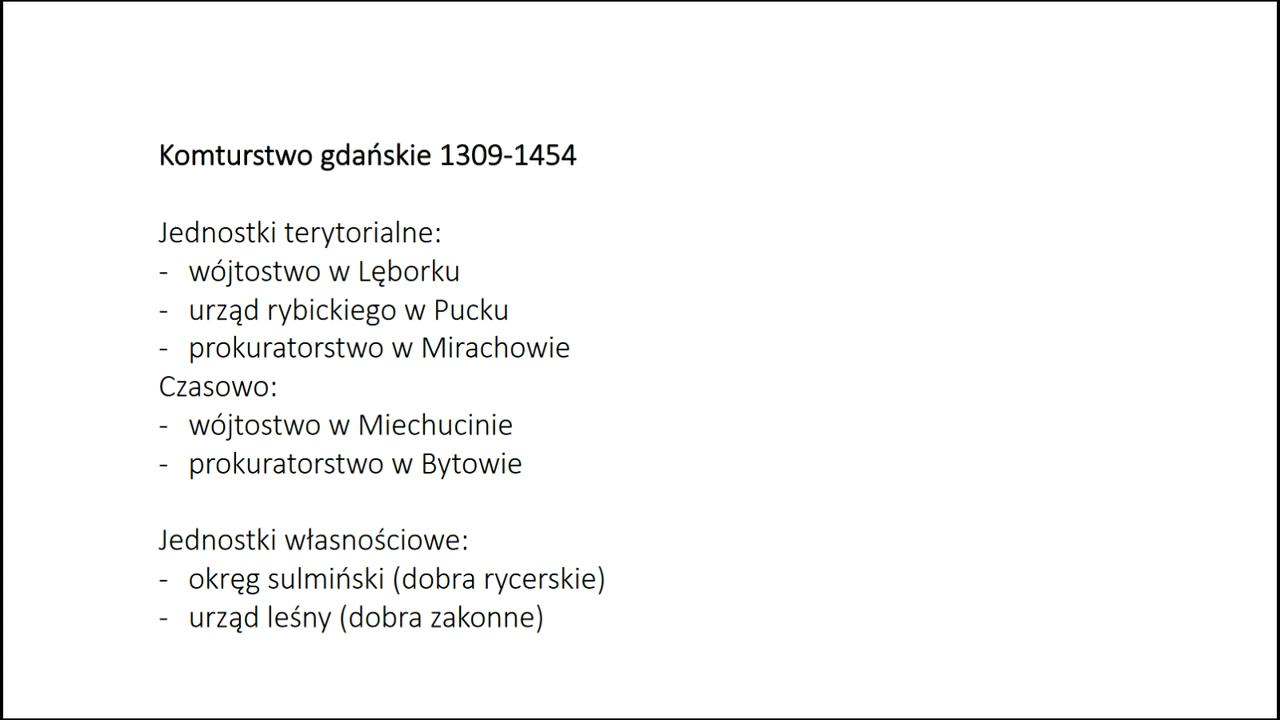 Komturstwo gdańskie 1309-1454
Jednostki terytorialne:
- wójtostwo w Lęborku
- urząd rybickiego w Pucku
- prokuratorstwo w Mirachowie
Czasowo:
- wójtostwo w Miechucinie
- prokuratorstwo w Bytowie
Jednostki własnościowe:
- okręg sulmiński (dobra rycerskie)
- urząd leśny (dobra zakonne)